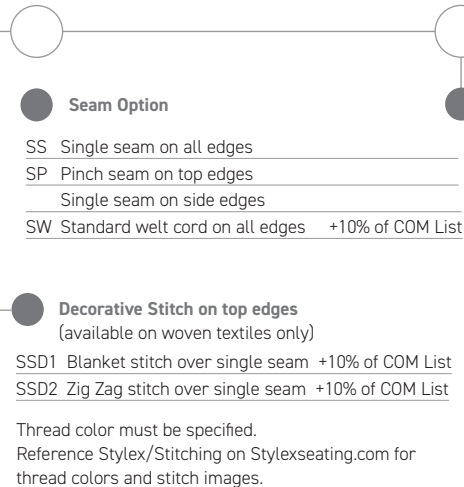 Seam Option
SS Single seam on all edges
SP Pinch seam on top edges
Single seam on side edges
SW Standard welt cord on all edges +10% of COM List
Decorative Stitch on top edges
(available on woven textiles only)
SSD1 Blanket stitch over single seam +10% of COM List
SSD2 Zig Zag stitch over single seam +10% of COM List
Thread color must be specified.
Reference Stylex/Stitching on Stylexseating.com for
thread colors and stitch images.